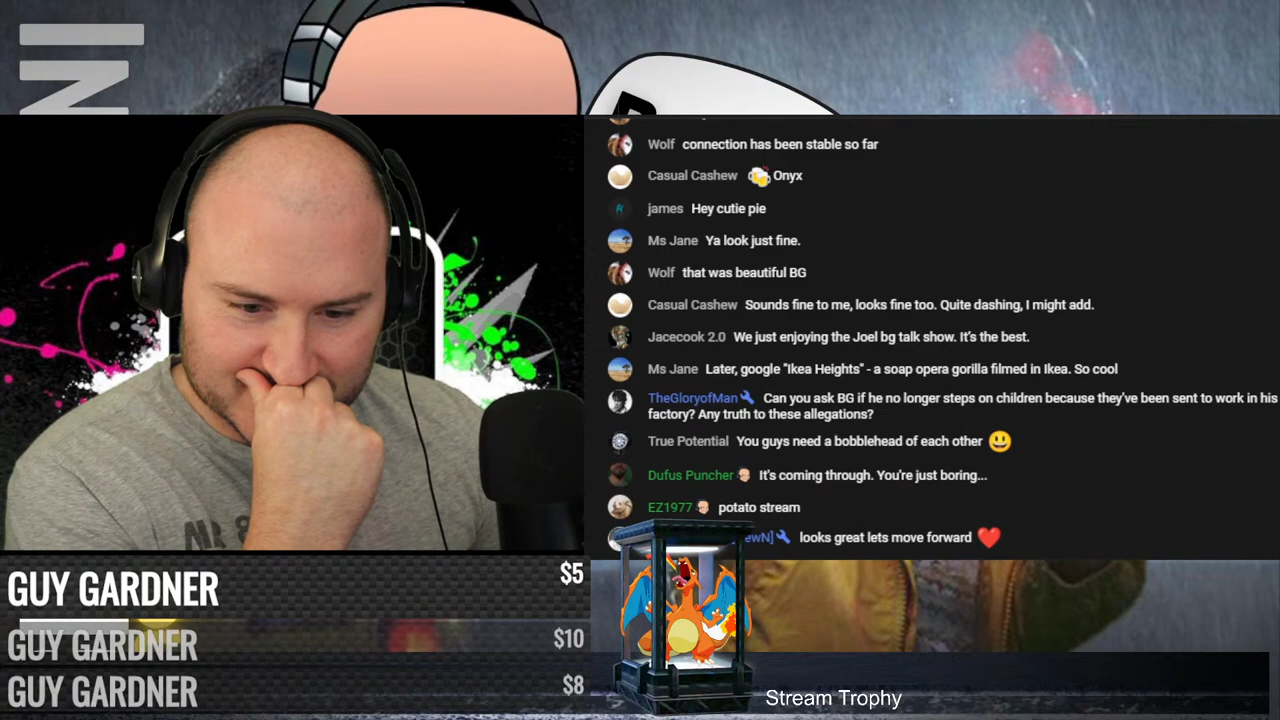 Wolf connection has been stable so far
Casual Cashew Onyx
james Hey cutie pie
Ms Jane Ya look just fine.
Wolf that was beautiful BG
Casual Cashew Sounds fine to me, looks fine too. Quite dashing, I might add.
Jacecook 2.0 We just enjoying the Joel bg talk show. It's the best.
Ms Jane Later, google "Ikea Heights" - a soap opera gorilla filmed in Ikea. So cool
TheGloryofMan Can you ask BG if he no longer steps on children because they've been sent to work in his
factory? Any truth to these allegations?
True Potential You guys need a bobblehead of each other
Dufus Puncher It's coming through. You're just boring...
EZ1977 potato stream
ewN] looks great lets move forward
GUY GARDNER $5
GUY GARDNER $10
GUY GARDNER $8
Stream Trophy